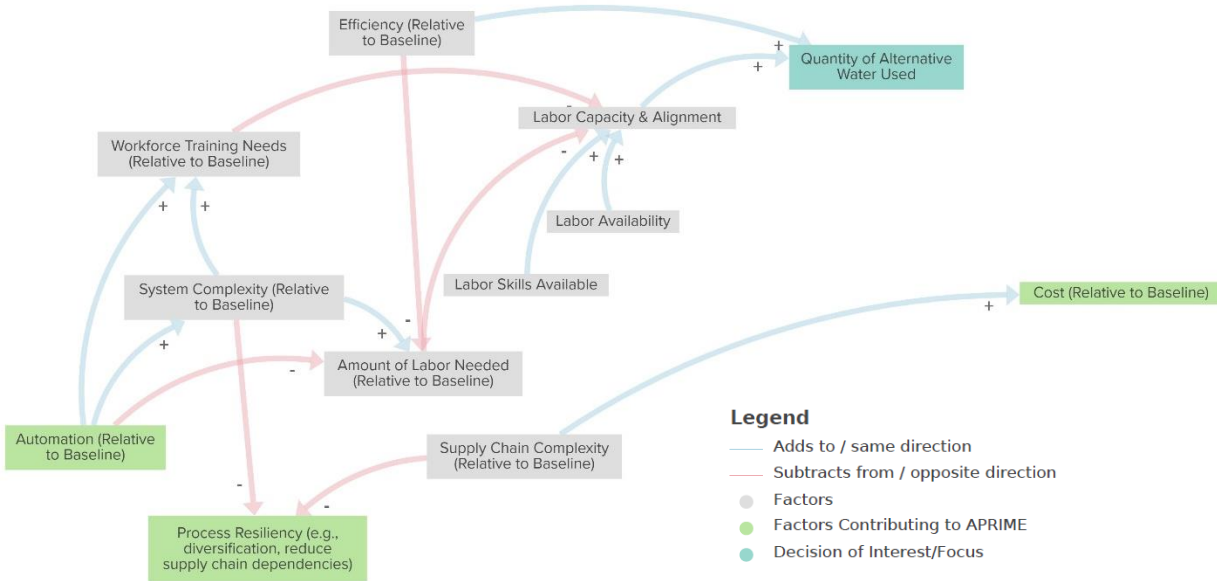 Efficiency (Relative
to Baseline)
+
+
Quantity of Alternative
Water Used
-
Labor Capacity & Alignment
Workforce Training Needs
(Relative to Baseline)
-
+
+
+
+
Labor Availability
Labor Skills Available
System Complexity (Relative
to Baseline)
Cost (Relative to Baseline)
+
-
+
+
-
Amount of Labor Needed
(Relative to Baseline)
Automation (Relative
to Baseline)
Supply Chain Complexity
(Relative to Baseline)
-
-
Process Resiliency (e.g.,
diversification, reduce
supply chain dependencies)
Legend
Adds to / same direction
Subtracts from / opposite direction
Factors
Factors Contributing to APRIME
Decision of Interest/Focus